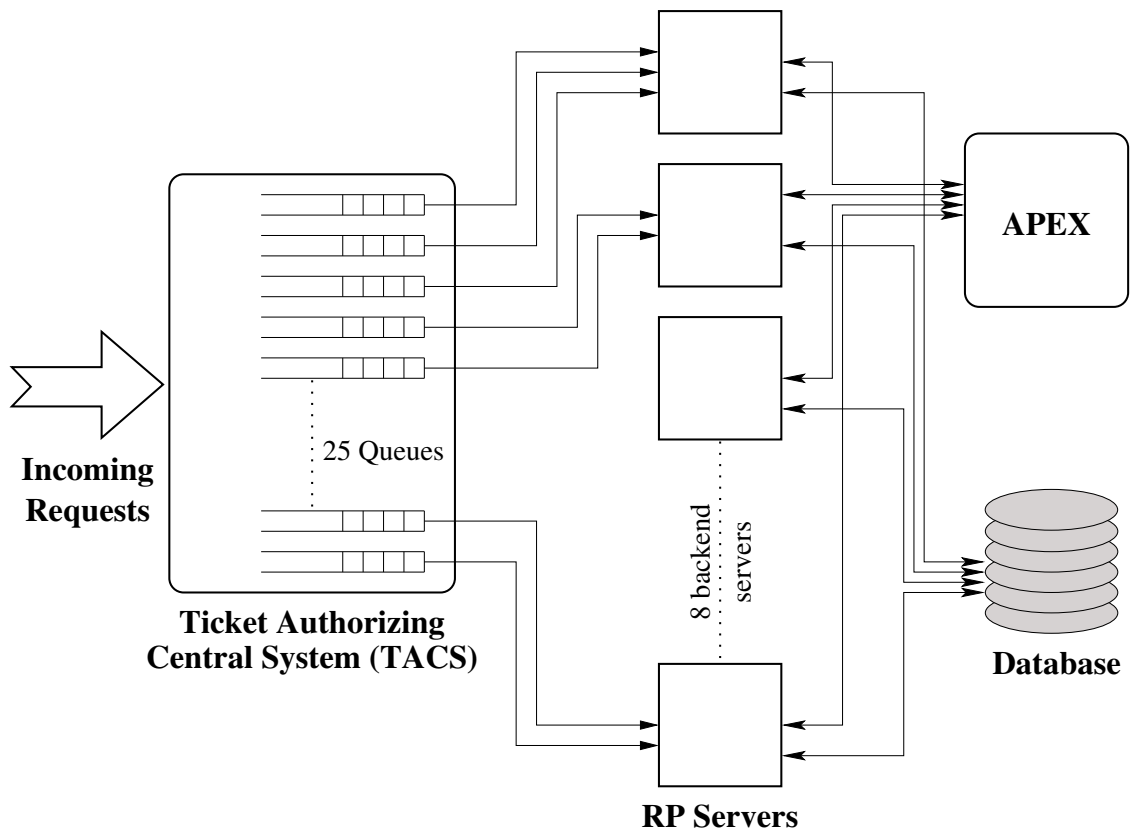 APEX
25 Queues
Incoming
Requests
8 backend
servers
Ticket Authorizing
Central System (TACS)
Database
RP Servers